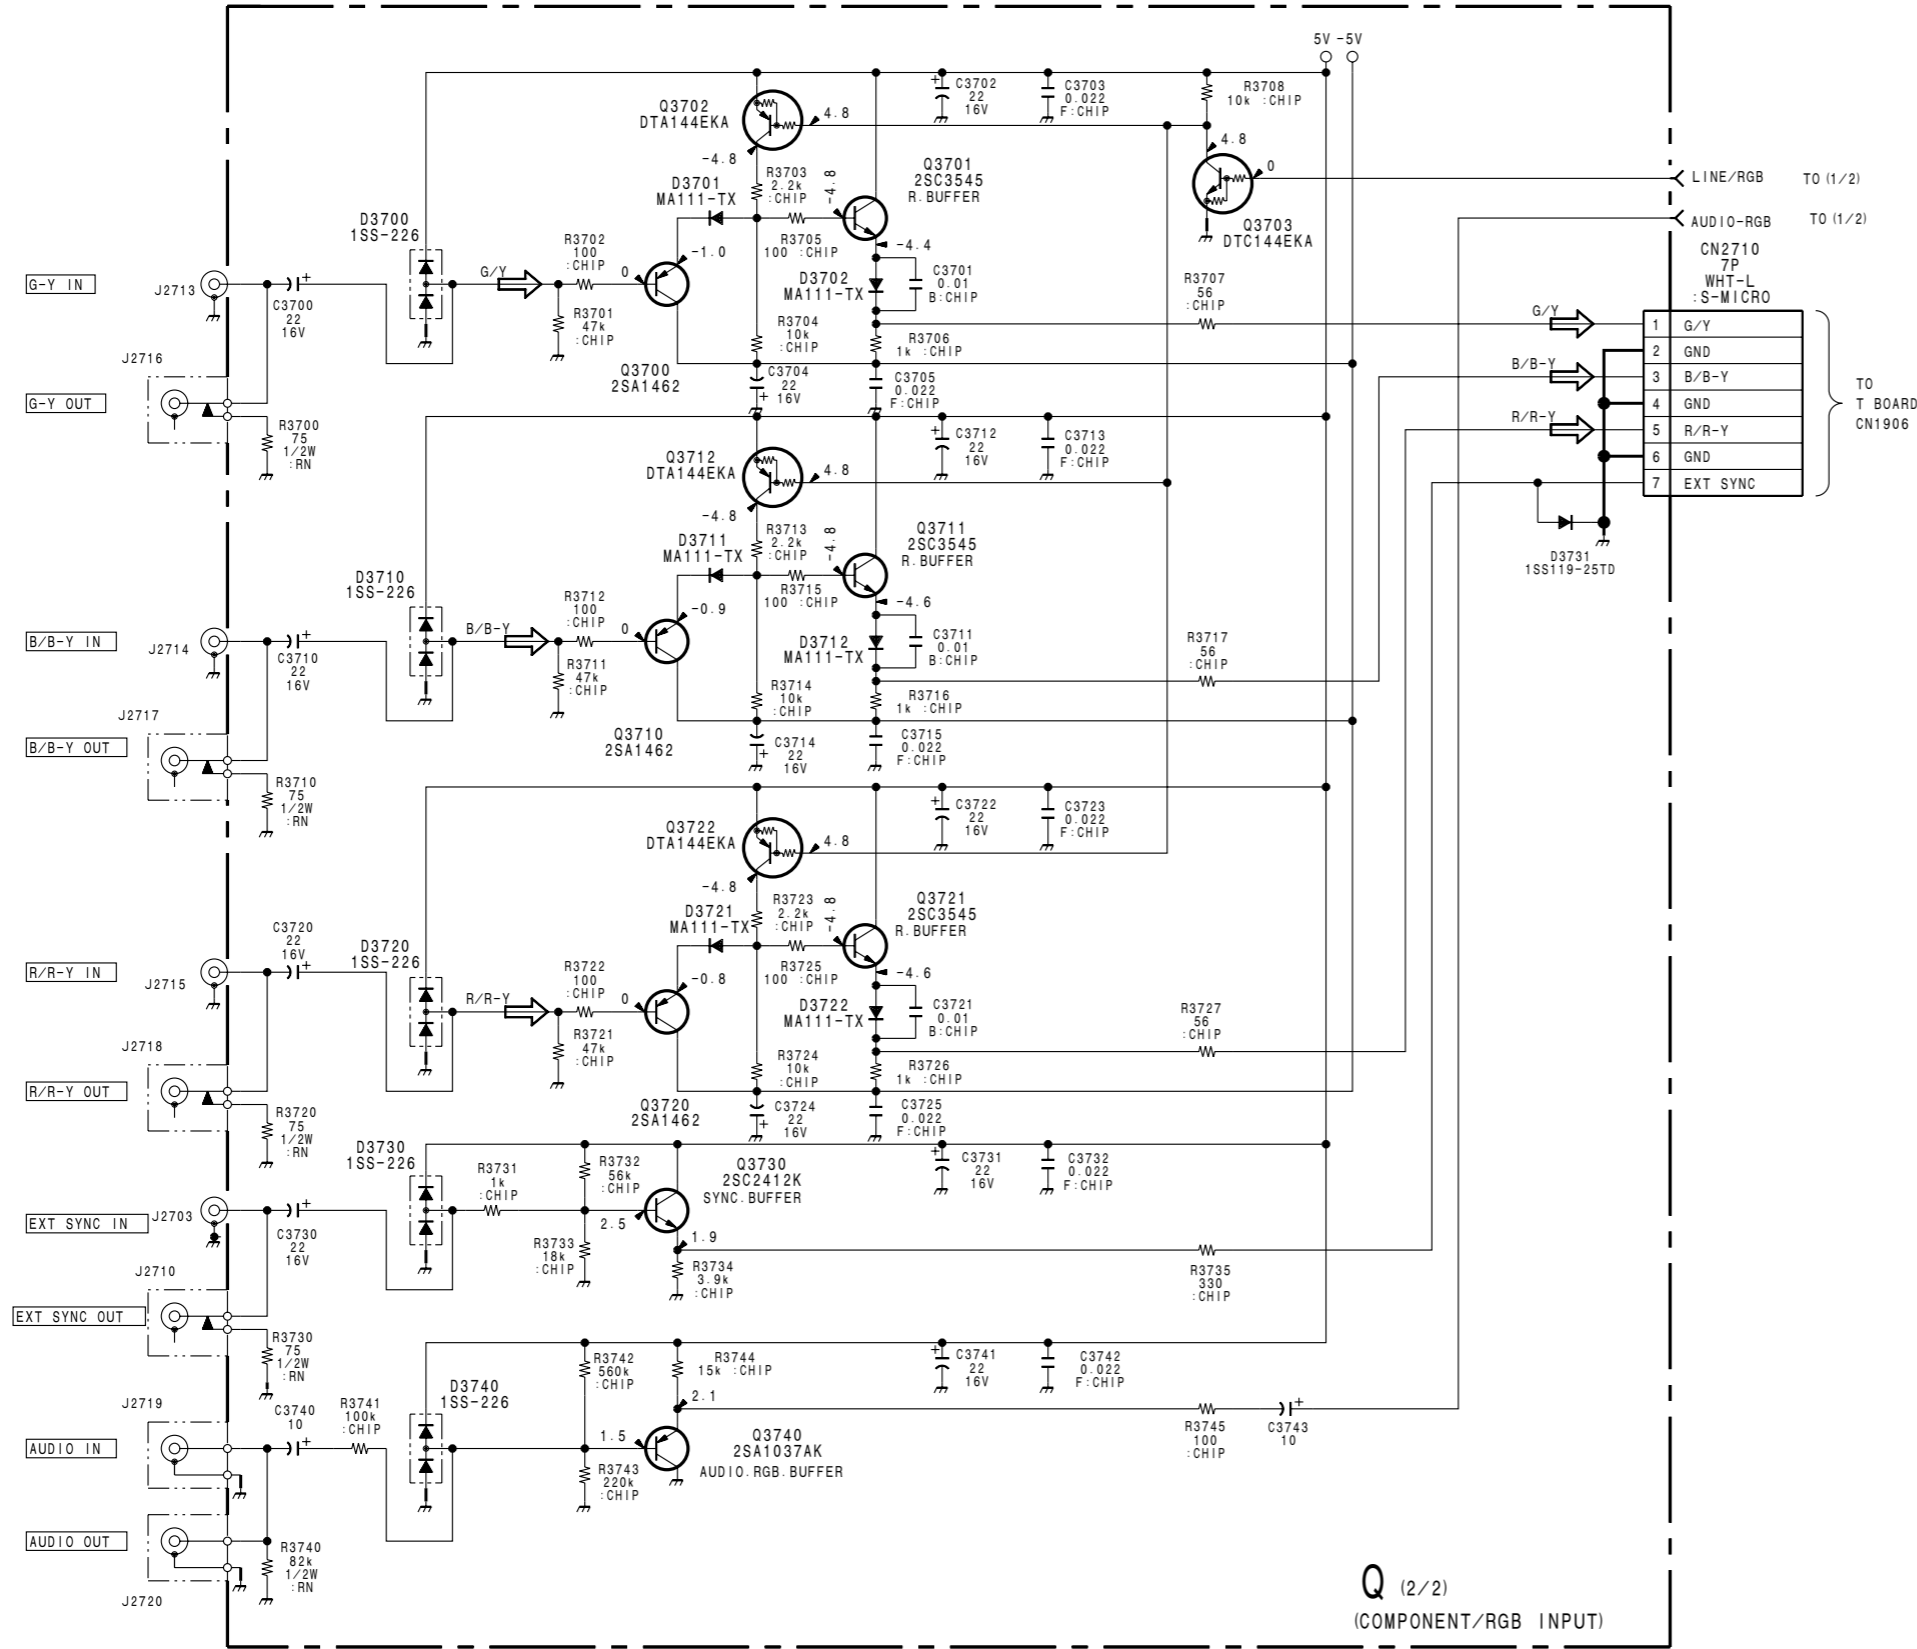 5V -5V
C3702
22
16V
C3703
0.022
F:CHIP
R3708
10k :CHIP
Q3702
DTA144EKA
4.8
4.8
0
-4.8
R3703
2.2k
:CHIP
-4.8
Q3701
2SC3545
R.BUFFER
D3701
MA111-TX
LINE/RGB
TO (1/2)
AUDIO-RGB
TO (1/2)
Q3703
DTC144EKA
D3700
1SS-226
R3702
100
:CHIP
R3705
100 :CHIP
-1.0
-4.4
CN2710
7P
WHT-L
:S-MICRO
G-Y IN
J2713
C3700
22
16V
G/Y
0
D3702
MA111-TX
C3701
0.01
B:CHIP
R3707
56
:CHIP
R3701
47k
:CHIP
R3704
10k
:CHIP
R3706
1k :CHIP
G/Y
1 G/Y
2 GND
B/B-Y
3 B/B-Y
4 GND
R/R-Y
5 R/R-Y
6 GND
7 EXT SYNC
TO
T BOARD
CN1906
J2716
G-Y OUT
Q3700
2SA1462
C3704
22
16V
C3705
0.022
F:CHIP
R3700
75
1/2W
:RN
C3712
22
16V
C3713
0.022
F:CHIP
Q3712
DTA144EKA
4.8
-4.8
D3711
MA111-TX
R3713
2.2k
:CHIP
-4.8
Q3711
2SC3545
R.BUFFER
D3731
1SS119-25TD
D3710
1SS-226
R3712
100
:CHIP
R3715
100 :CHIP
-0.9
-4.6
B/B-Y IN
J2714
C3710
22
16V
B/B-Y
0
D3712
MA111-TX
C3711
0.01
B:CHIP
R3717
56
:CHIP
R3711
47k
:CHIP
R3714
10k
:CHIP
R3716
1k :CHIP
J2717
B/B-Y OUT
Q3710
2SA1462
C3714
22
16V
C3715
0.022
F:CHIP
R3710
75
1/2W
:RN
C3722
22
16V
C3723
0.022
F:CHIP
Q3722
DTA144EKA
4.8
-4.8
D3721
MA111-TX
R3723
2.2k
:CHIP
-4.8
Q3721
2SC3545
R.BUFFER
C3720
22
16V
D3720
1SS-226
R3722
100
:CHIP
R3725
100 :CHIP
-0.8
-4.6
R/R-Y IN
J2715
R/R-Y
0
D3722
MA111-TX
C3721
0.01
B:CHIP
R3727
56
:CHIP
R3721
47k
:CHIP
R3724
10k
:CHIP
R3726
1k :CHIP
J2718
R/R-Y OUT
Q3720
2SA1462
C3724
22
16V
C3725
0.022
F:CHIP
R3720
75
1/2W
:RN
D3730
1SS-226
R3731
1k
:CHIP
R3732
56k
:CHIP
Q3730
2SC2412K
SYNC.BUFFER
C3731
22
16V
C3732
0.022
F:CHIP
EXT SYNC IN
J2703
C3730
22
16V
2.5
1.9
R3733
18k
:CHIP
R3734
3.9k
:CHIP
R3735
330
:CHIP
J2710
EXT SYNC OUT
R3730
75
1/2W
:RN
R3742
560k
:CHIP
R3744
15k :CHIP
C3741
22
16V
C3742
0.022
F:CHIP
D3740
1SS-226
2.1
J2719
C3740
10
R3741
100k
:CHIP
AUDIO IN
1.5
Q3740
2SA1037AK
AUDIO.RGB.BUFFER
R3745
100
:CHIP
C3743
10
R3743
220k
:CHIP
AUDIO OUT
R3740
82k
1/2W
:RN
J2720
Q (2/2)
(COMPONENT/RGB INPUT)